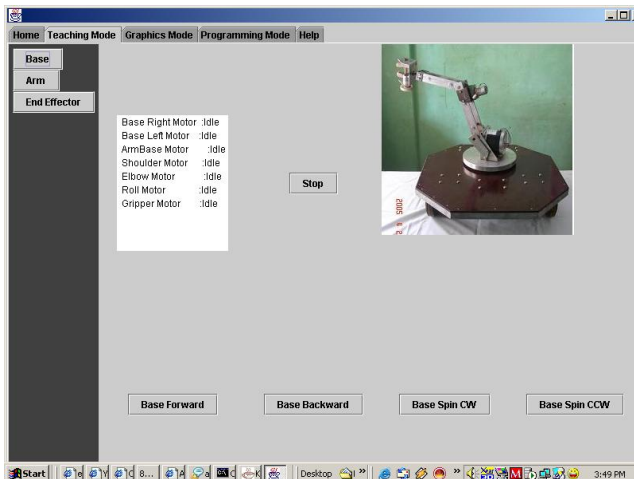 Home Teaching Mode Graphics Mode Programming Mode Help
Base
Arm
End Effector
Base Right Motor :Idle
Base Left Motor :Idle
ArmBase Motor :Idle
Shoulder Motor :Idle
Elbow Motor :Idle
Roll Motor :Idle
Gripper Motor :Idle
Stop
Base Forward Base Backward Base Spin CW Base Spin CCW
Start Desktop » » 3:49 PM